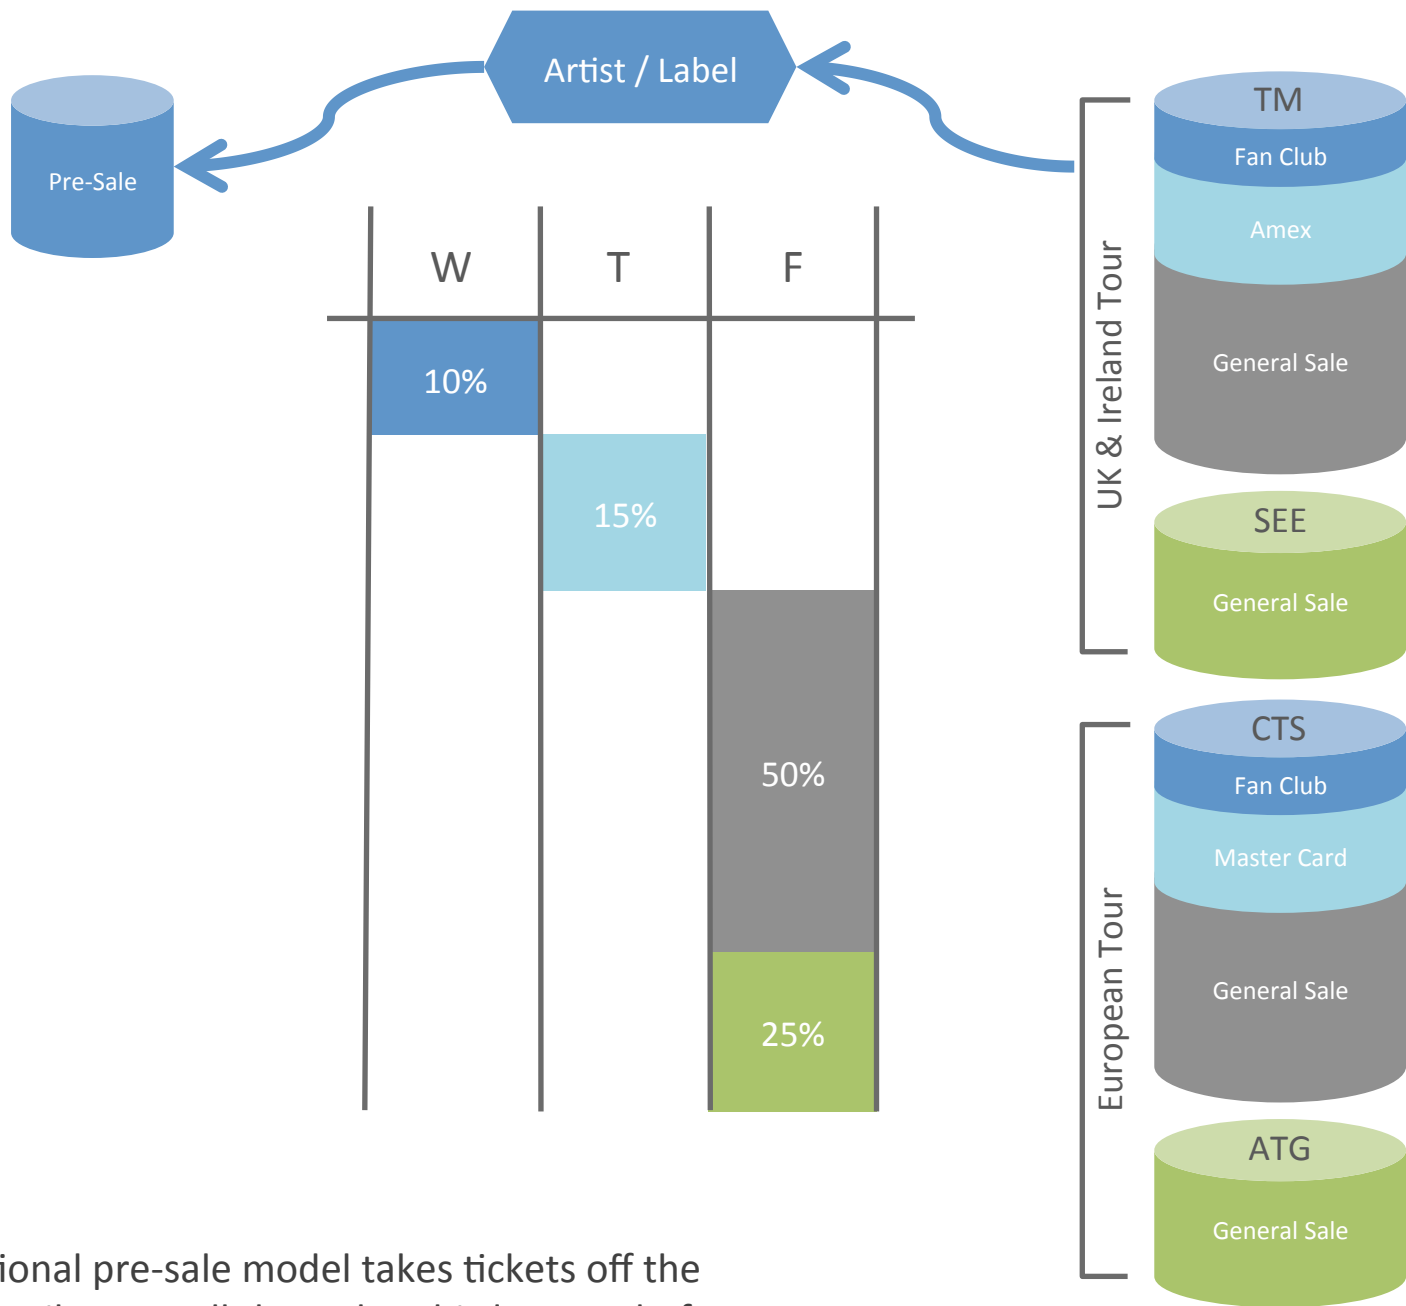 Artist / Label
Pre-Sale
W T F
10%
15%
50%
25%
UK & Ireland Tour
TM
Fan Club
Amex
General Sale
SEE
General Sale
European Tour
CTS
Fan Club
Master Card
General Sale
ATG
General Sale
ional pre-sale model takes tickets off the